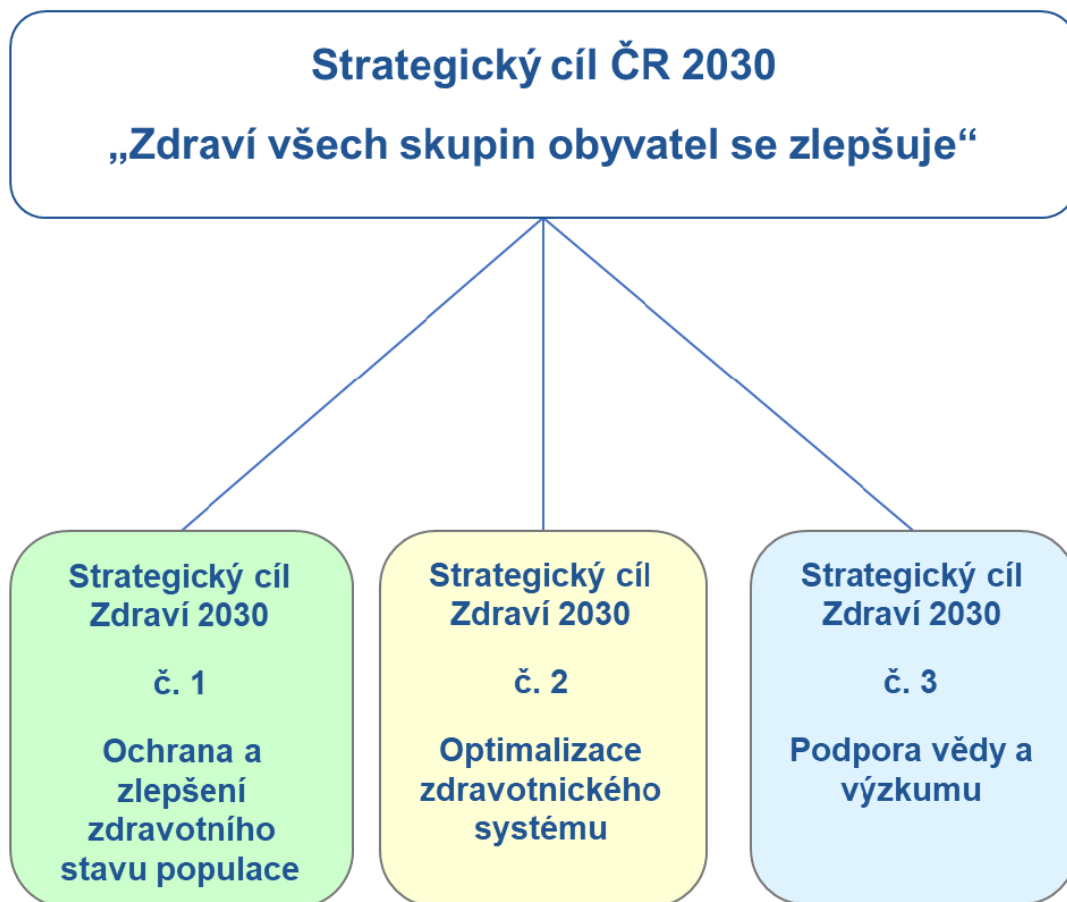 Strategický cíl ČR 2030
„Zdraví všech skupin obyvatel se zlepšuje“
Strategický cíl
Zdraví 2030
č. 1
Ochrana a
zlepšení
zdravotního
stavu populace
Strategický cíl
Zdraví 2030
č. 2
Optimalizace
zdravotnického
systému
Strategický cíl
Zdraví 2030
č. 3
Podpora vědy a
výzkumu